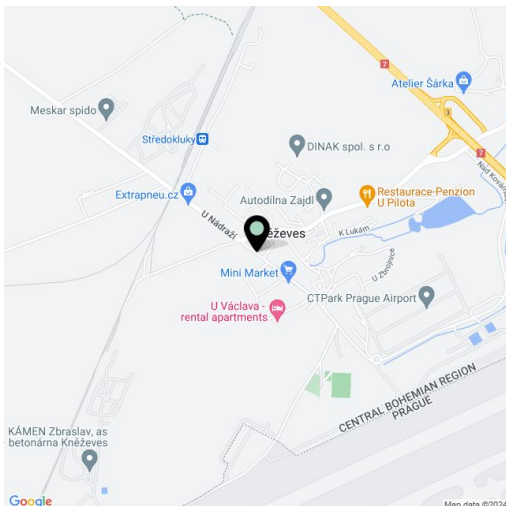 7
Atelier Šárka
Meskar spido
3
Středokluky
DINAK spol. s r.o
7
Extrapneu.cz
Autodílna Zajdl
Restaurace-Penzion
U Pilota
U Nádraží
K Lukám
ěževes
U Zbrojnice
Mini Market
CTPark Prague Airport
U Václava -
rental apartments
CENTRAL BOHEMIAN REGION
PRAGUE
KÁMEN Zbraslav, as
betonárna Kněževes
Google
Map data ©2024